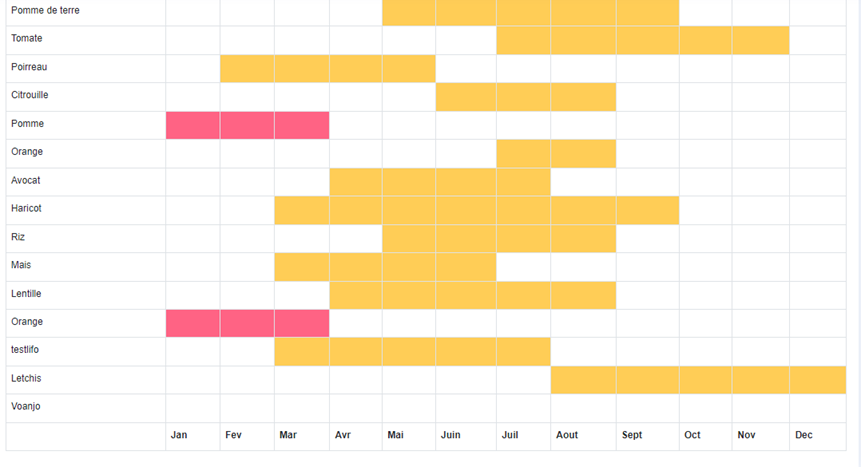 Pomme de terre
Tomate
Poirreau
Citrouille
Pomme
Orange
Avocat
Haricot
Riz
Mais
Lentille
Orange
testlifo
Letchis
Voanjo
Jan Fev Mar Avr Mai Juin Juil Aout Sept Oct Nov Dec